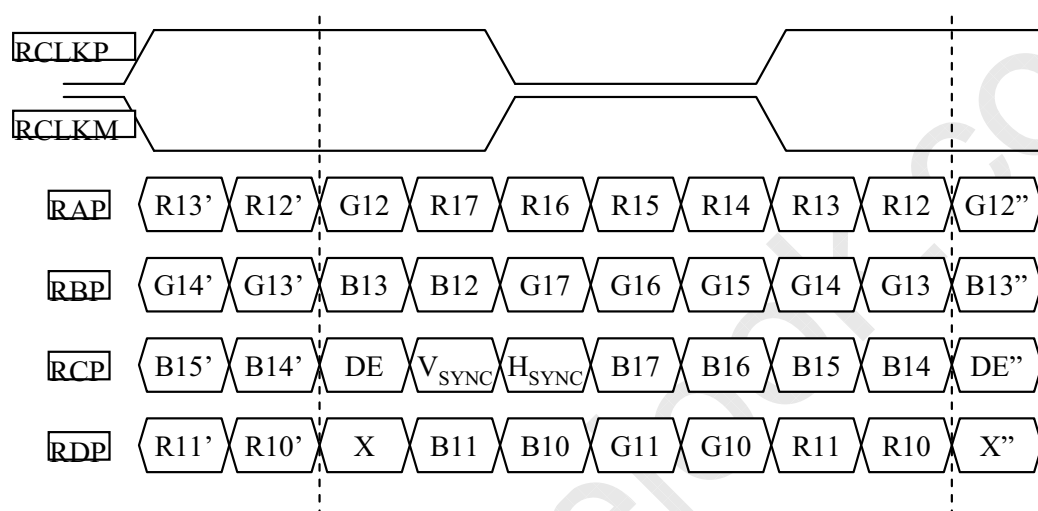 RCLKP
RCLKM
RAP R13’ R12’ G12 R17 R16 R15 R14 R13 R12 G12”
RBP G14’ G13’ B13 B12 G17 G16 G15 G14 G13 B13”
RCP B15’ B14’ DE VSYNC HSYNC B17 B16 B15 B14 DE”
RDP R11’ R10’ X B11 B10 G11 G10 R11 R10 X”